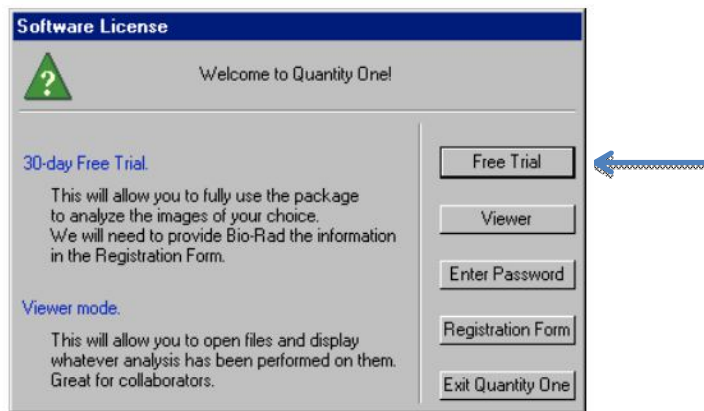 Software License
?
Welcome to Quantity One!
30-day Free Trial.
This will allow you to fully use the package
to analyze the images of your choice.
We will need to provide Bio-Rad the information
in the Registration Form.
Viewer mode.
This will allow you to open files and display
whatever analysis has been performed on them.
Great for collaborators.
Free Trial
Viewer
Enter Password
Registration Form
Exit Quantity One